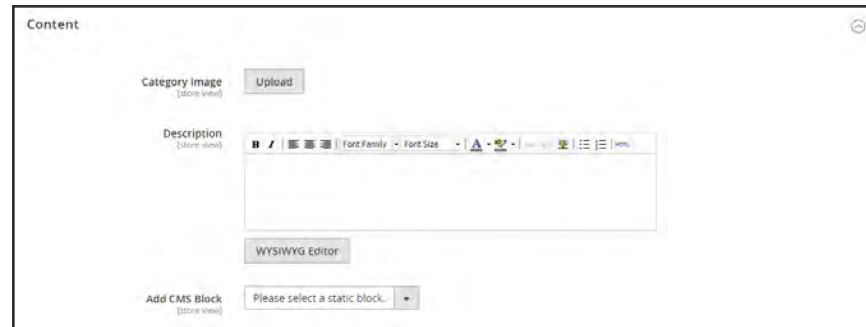 Content
Category Image
[store view]
Upload
Description
[store view]
B I Font Family Font Size A HTML
WYSIWYG Editor
Add CMS Block
[store view]
Please select a static block.